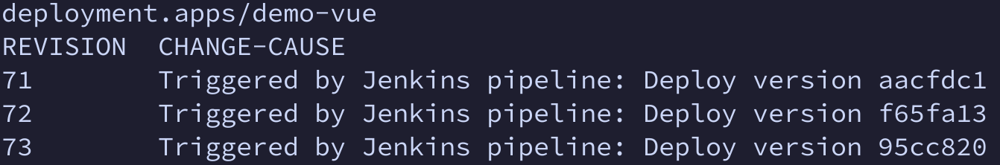 deployment.apps/demo-vue
REVISION  CHANGE-CAUSE
71        Triggered by Jenkins pipeline: Deploy version aacfdc1
72        Triggered by Jenkins pipeline: Deploy version f65fa13
73        Triggered by Jenkins pipeline: Deploy version 95cc820